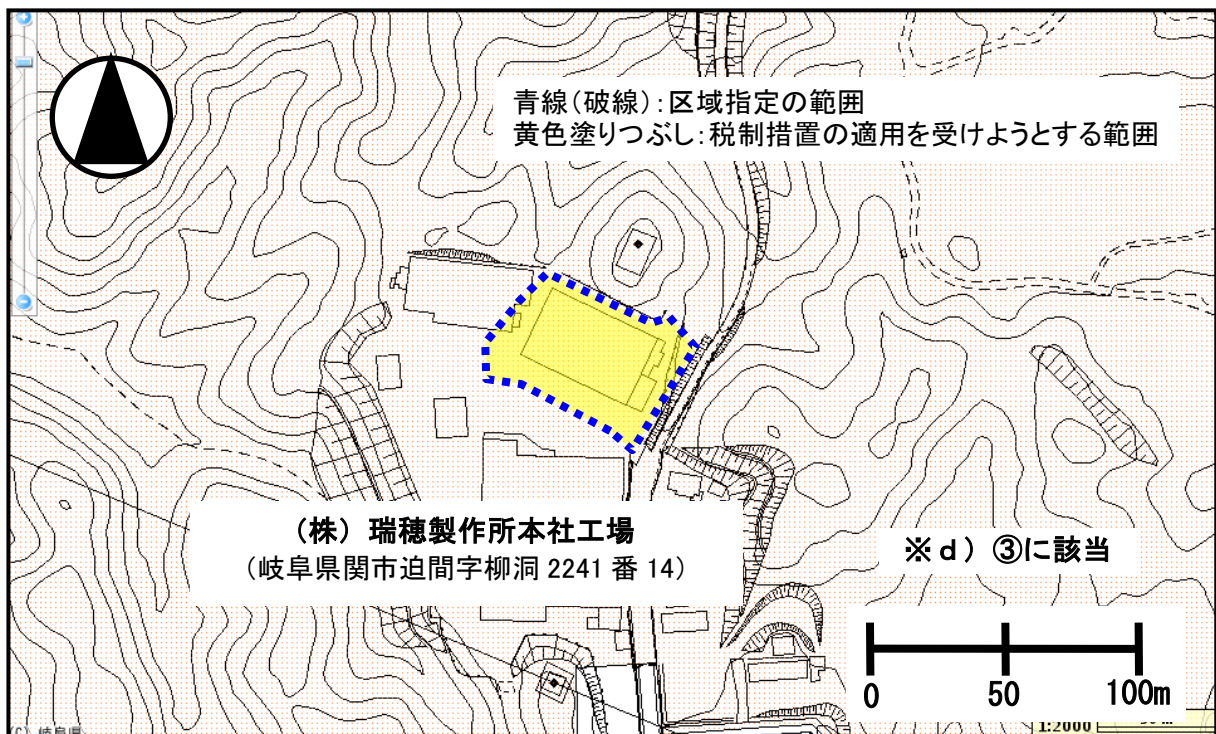 青線(破線):区域指定の範囲
黄色塗りつぶし:税制措置の適用を受けようとする範囲
(株) 瑞穂製作所本社工場
(岐阜県関市迫間字柳洞 2241 番 14)
※ d) ③に該当
0 50 100m
1:2000